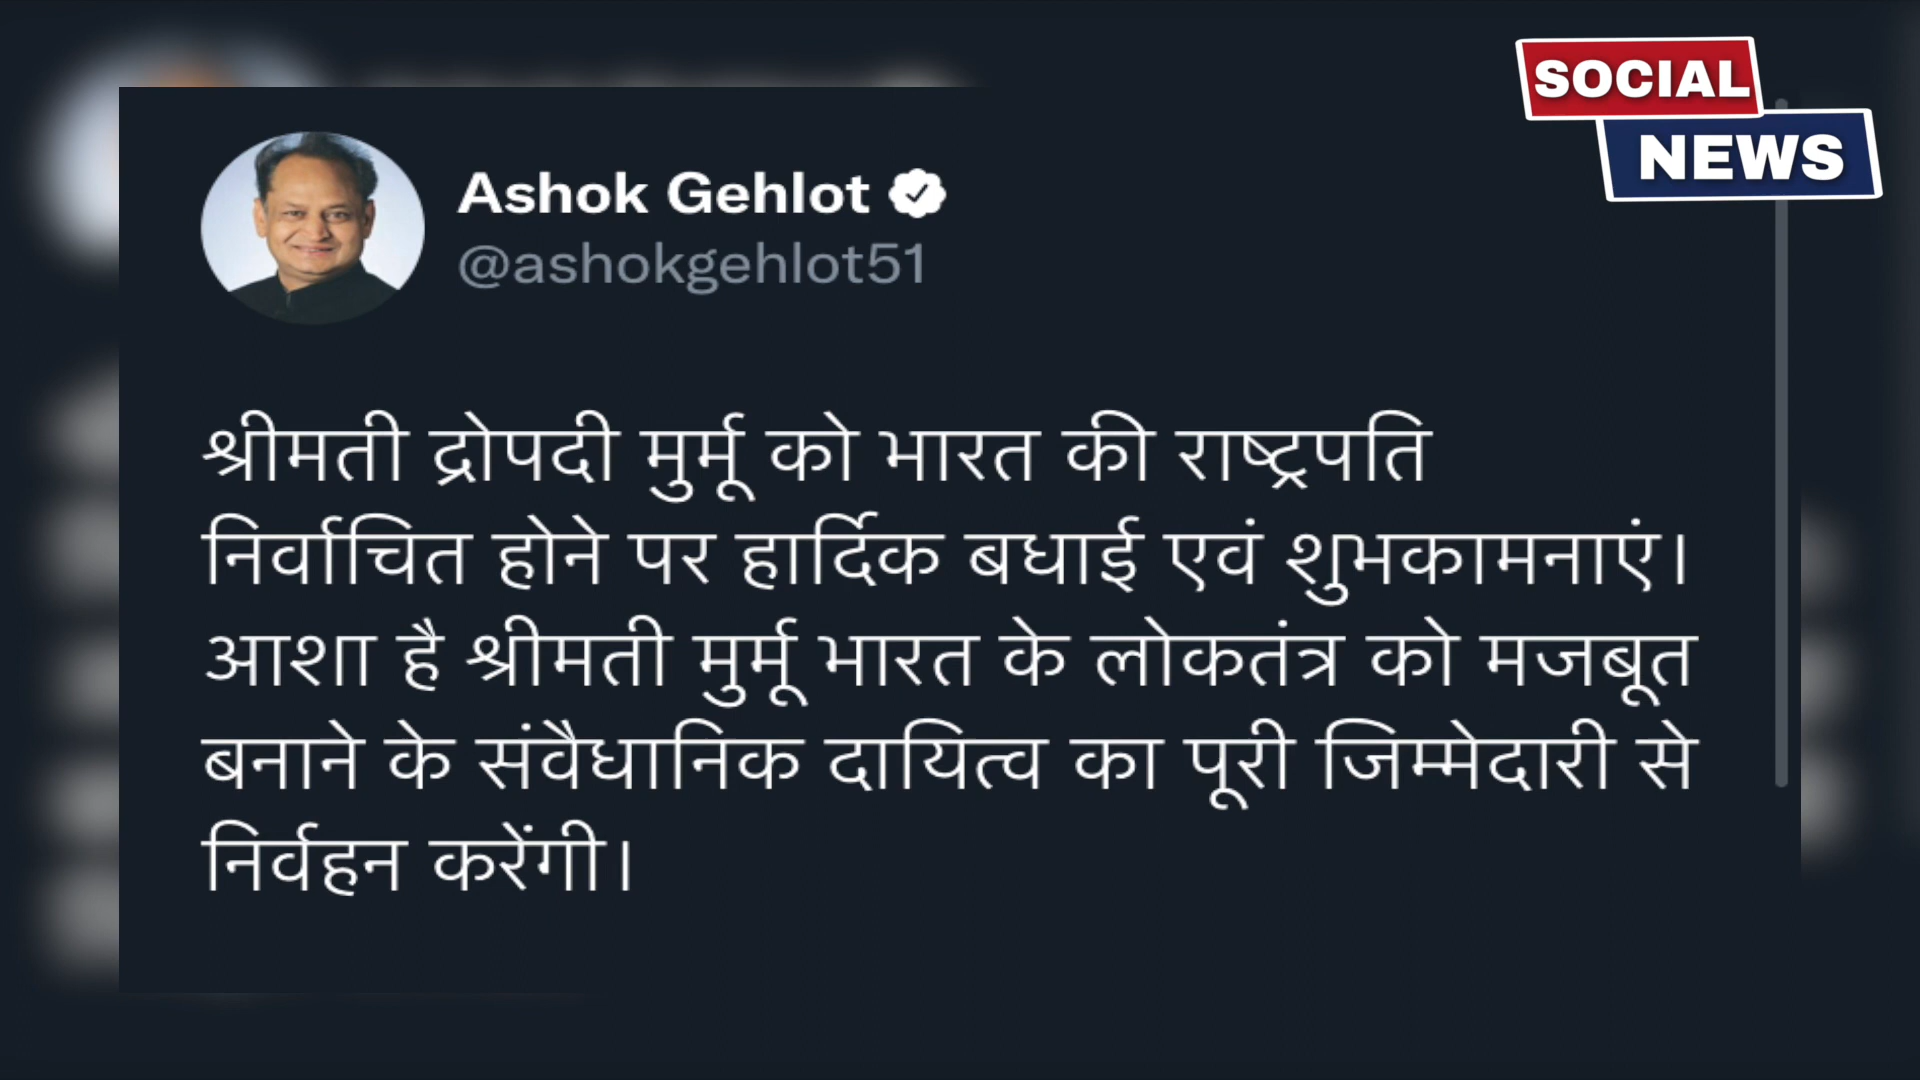 SOCIAL
NEWS
Ashok Gehlot
@ashokgehlot51
श्रीमती द्रोपदी मुर्मू को भारत की राष्ट्रपति
निर्वाचित होने पर हार्दिक बधाई एवं शुभकामनाएं।
आशा है श्रीमती मुर्मू भारत के लोकतंत्र को मजबूत
बनाने के संवैधानिक दायित्व का पूरी जिम्मेदारी से
निर्वहन करेंगी।